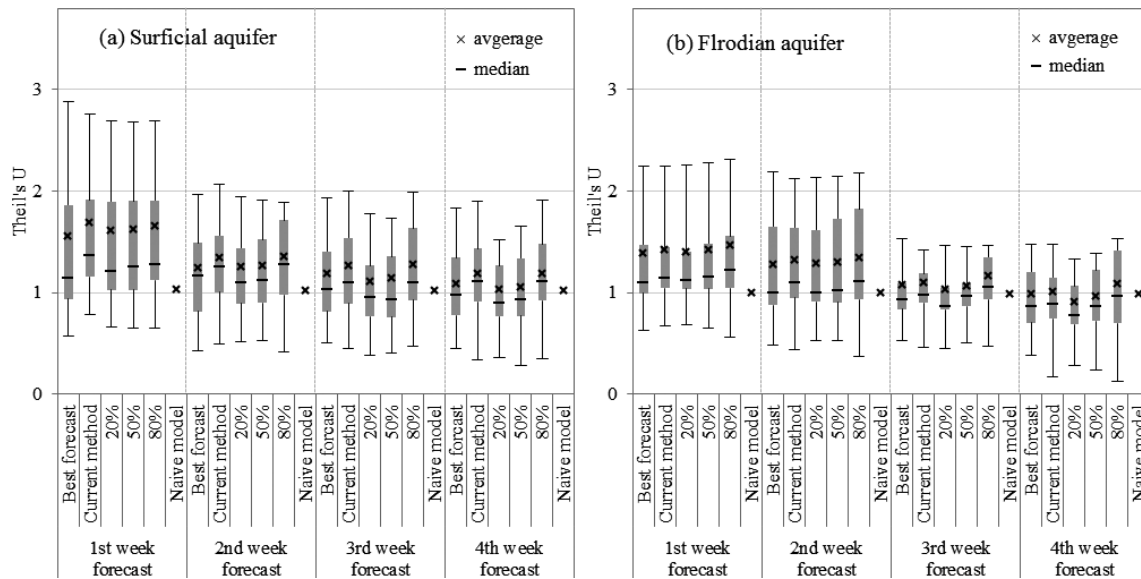 (a) Surficial aquifer
× avgerage
− median
(b) Flrodian aquifer
× avgerage
− median
Theil's U
3
2
1
0
Best forecast
Current method
20%
50%
80%
Naive model
Best forcast
Current method
20%
50%
80%
Naive model
Best forcast
Current method
20%
50%
80%
Naive model
Best forcast
Current method
20%
50%
80%
Naive model
1st week
forecast
2nd week
forecast
3rd week
forecast
4th week
forecast
Theil's U
3
2
1
0
Best forecast
Current method
20%
50%
80%
Naive model
Best forcast
Current method
20%
50%
80%
Naive model
Best forcast
Current method
20%
50%
80%
Naive model
Best forcast
Current method
20%
50%
80%
Naive model
1st week
forecast
2nd week
forecast
3rd week
forecast
4th week
forecast